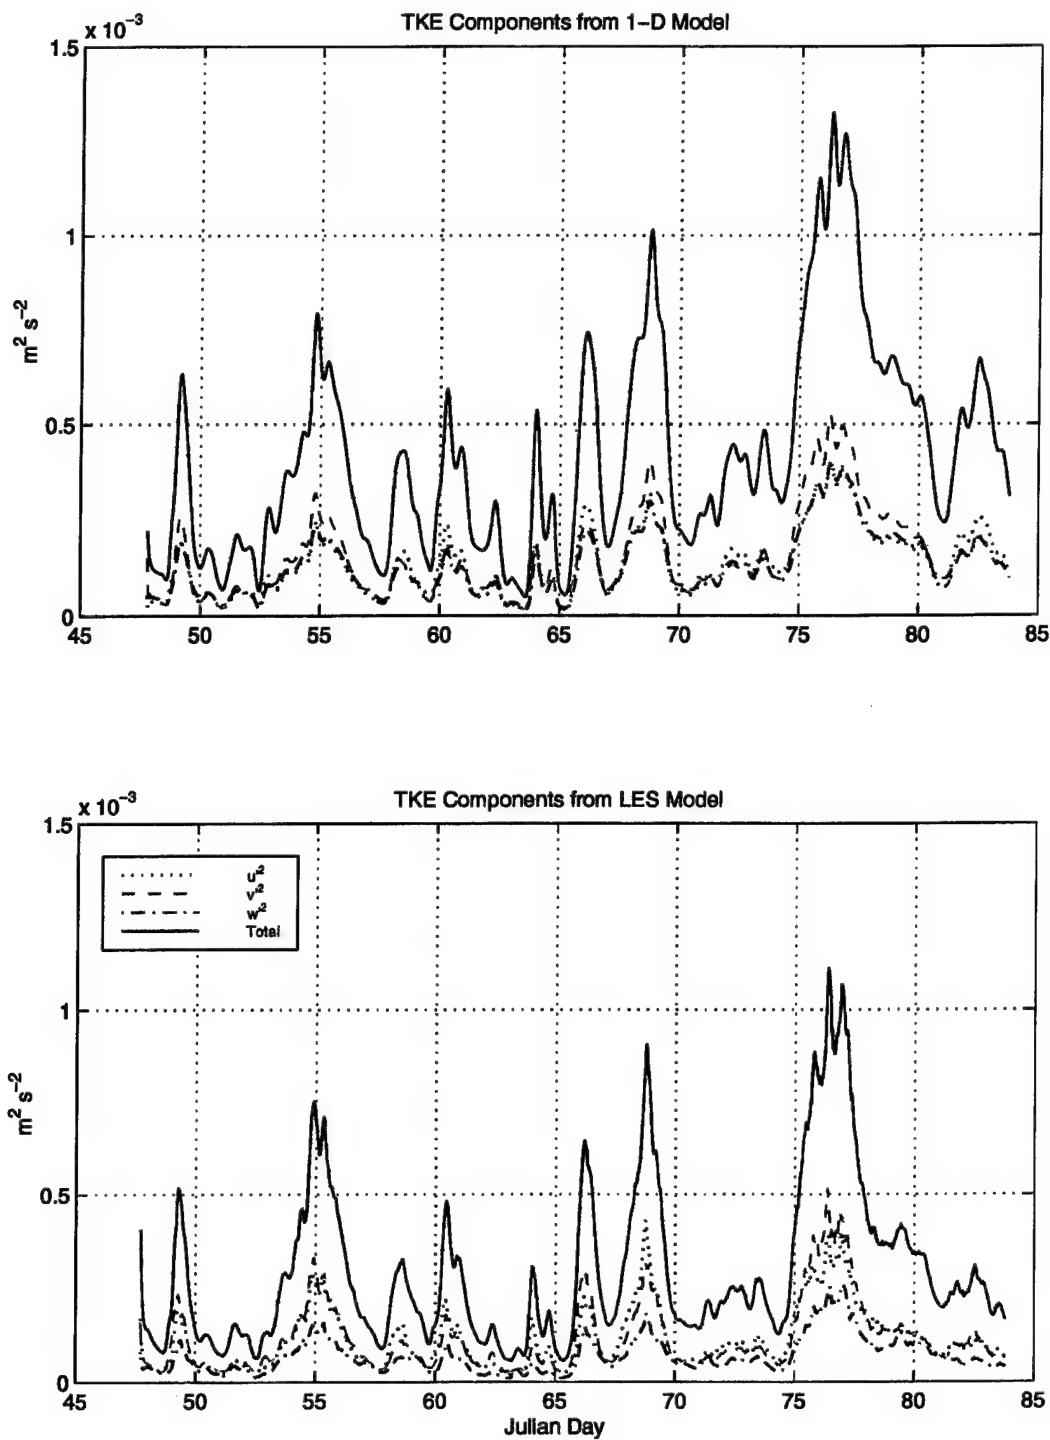 TKE Components from 1−D Model
x 10⁻³
1.5
1
0.5
0
m² s⁻²
45 50 55 60 65 70 75 80 85
TKE Components from LES Model
x 10⁻³
1.5
1
0.5
0
m² s⁻²
u'²
v'²
w'²
Total
45 50 55 60 65 70 75 80 85
Julian Day